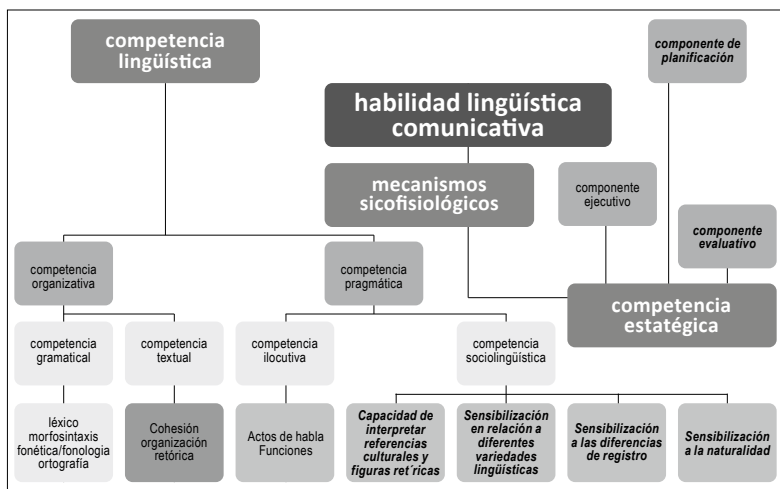 competencia
lingüística
componente de
planificación
habilidad lingüística
comunicativa
mecanismos
sicofisiológicos
componente
ejecutivo
componente
evaluativo
competencia
organizativa
competencia
pragmática
competencia
estatégica
competencia
gramatical
competencia
textual
competencia
ilocutiva
competencia
sociolingüística
léxico
morfosintaxis
fonética/fonologia
ortografía
Cohesión
organización
retórica
Actos de habla
Funciones
Capacidad de
interpretar
referencias
culturales y
figuras ret´ricas
Sensibilización
en relación a
diferentes
variedades
lingüísticas
Sensibilización
a las diferencias
de registro
Sensibilización
a la naturalidad